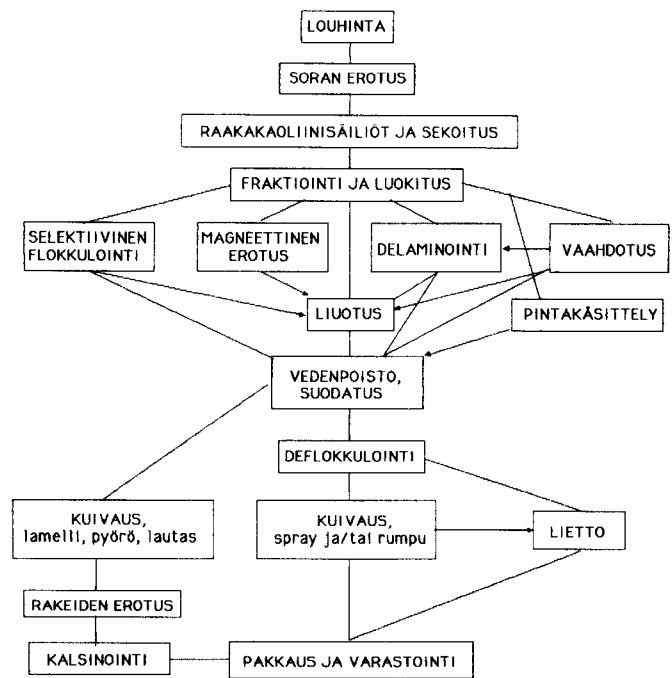 LOUHINTA
SORAN EROTUS
RAAKAKAOLIINISÄILIÖT JA SEKOITUS
FRAKTIOINTI JA LUOKITUS
SELEKTIIVINEN
FLOKKULOINTI
MAGNEETTINEN
EROTUS
DELAMINOINTI
VAAHDOTUS
LIUOTUS
PINTAKÄSITTELY
VEDENPOISTO,
SUODATUS
DEFLOKKULOINTI
KUIVAUS,
lamelli, pyörö, lautas
KUIVAUS,
spray ja/tai rumpu
LIETTO
RAKEIDEN EROTUS
KALSINOINTI
PAKKAUS JA VARASTOINTI